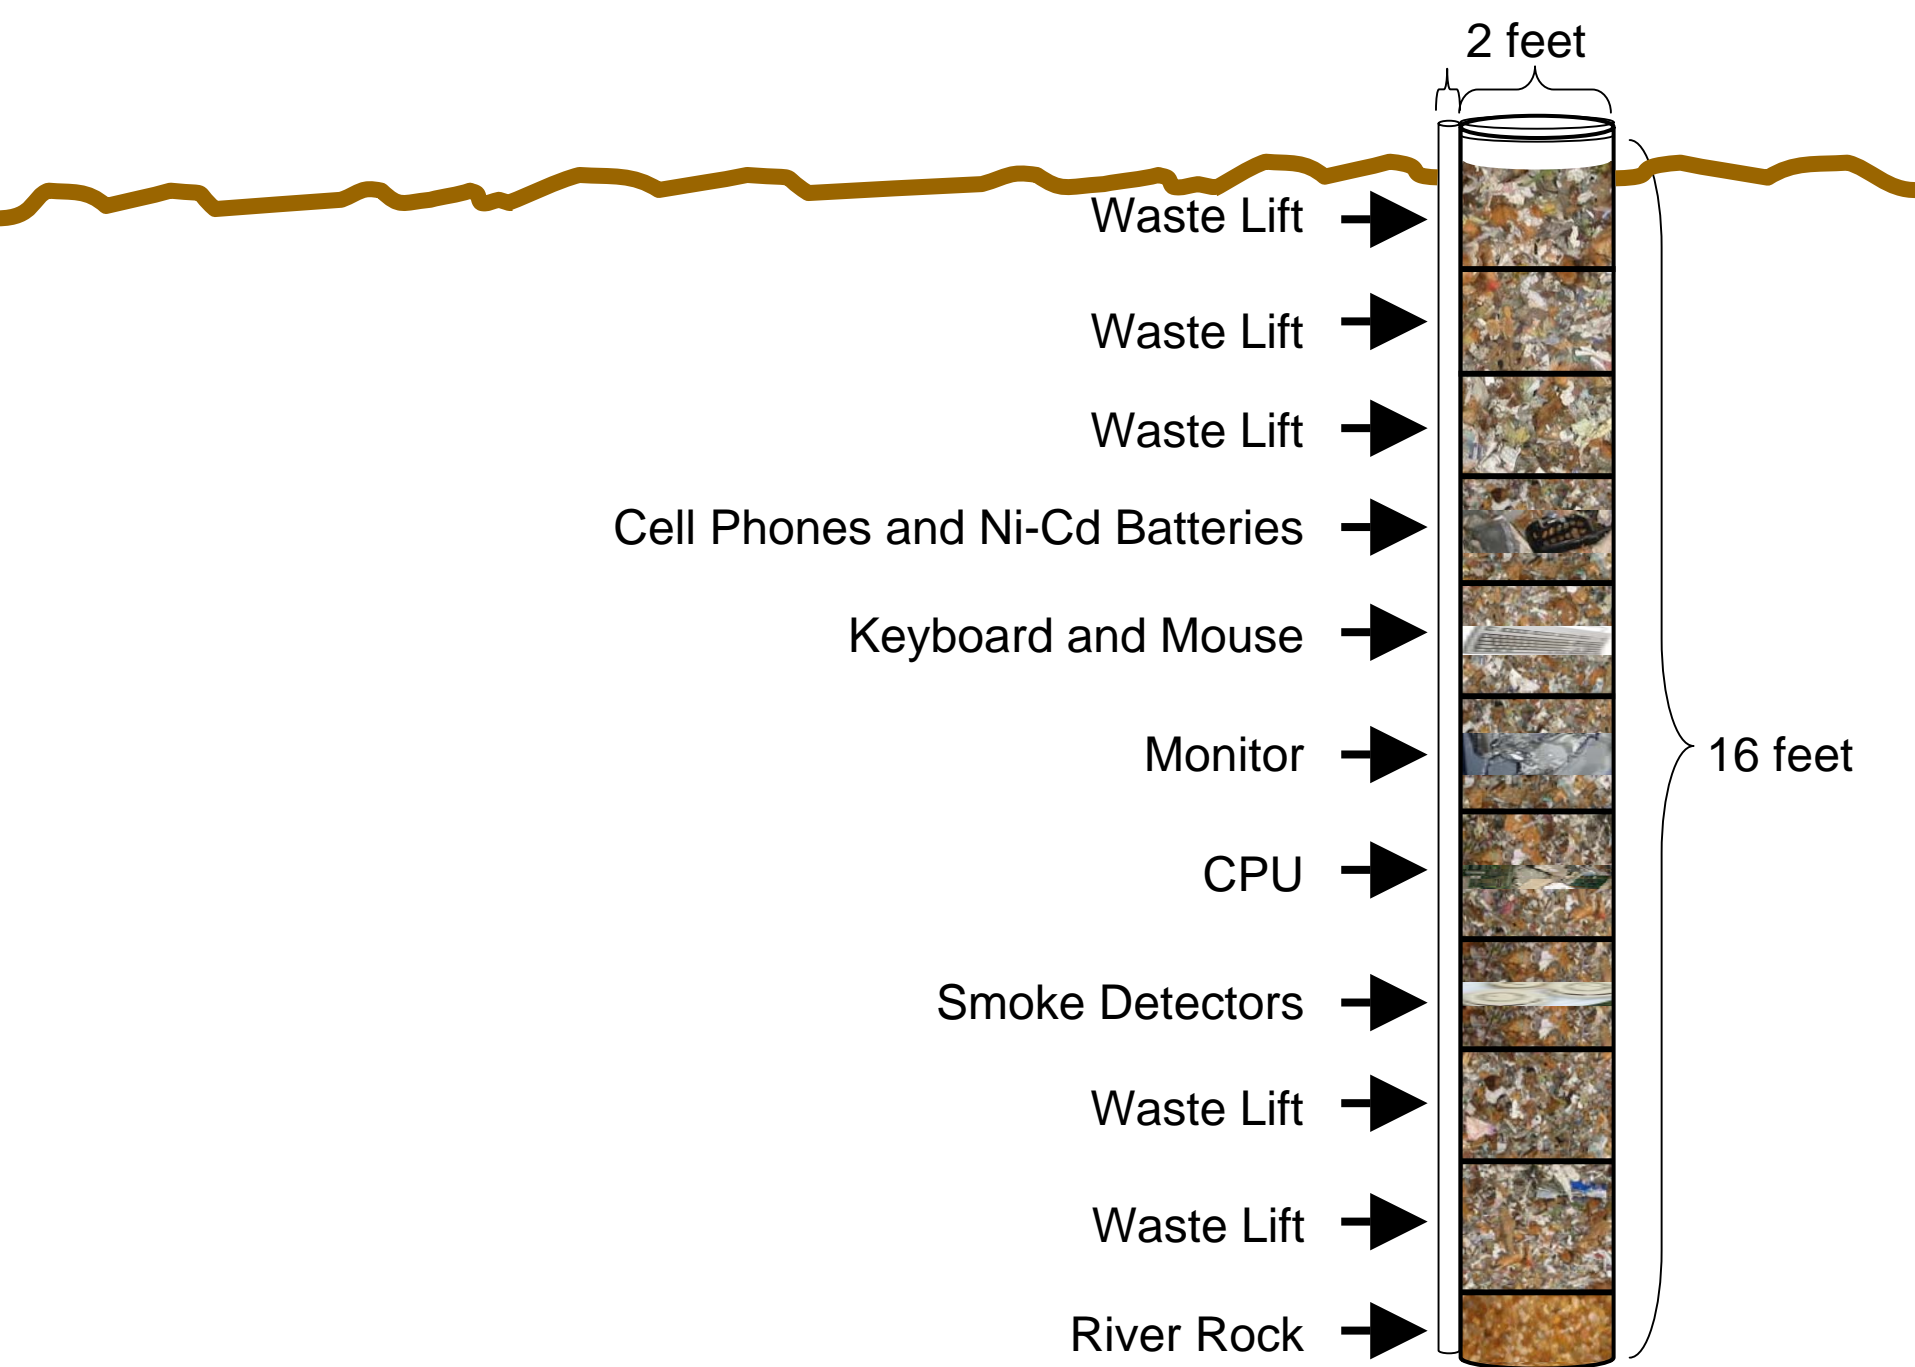 2 feet
Waste Lift
Waste Lift
Waste Lift
Cell Phones and Ni-Cd Batteries
Keyboard and Mouse
Monitor
16 feet
CPU
Smoke Detectors
Waste Lift
Waste Lift
River Rock